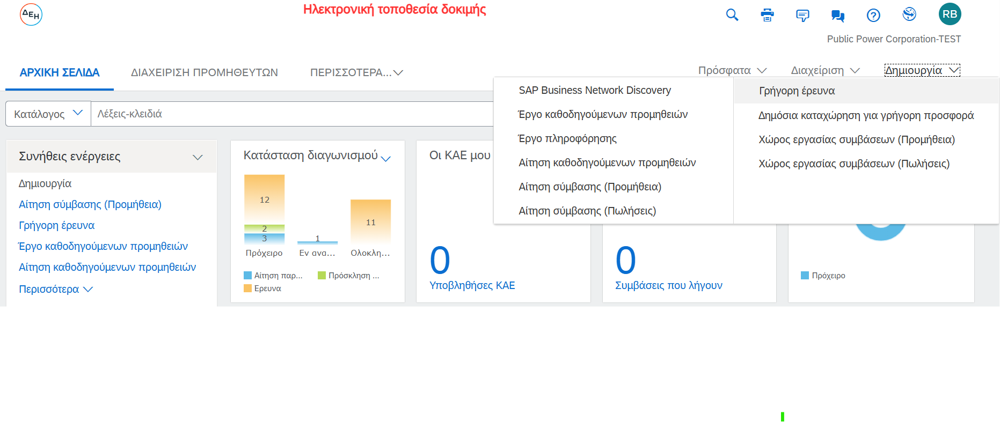 ΔΕΗ
Ηλεκτρονική τοποθεσία δοκιμής
RB
Public Power Corporation-TEST
ΑΡΧΙΚΗ ΣΕΛΙΔΑ
ΔΙΑΧΕΙΡΙΣΗ ΠΡΟΜΗΘΕΥΤΩΝ
ΠΕΡΙΣΣΟΤΕΡΑ...
Πρόσφατα
Διαχείριση
Δημιουργία
SAP Business Network Discovery
Έργο καθοδηγούμενων προμηθειών
Έργο πληροφόρησης
Αίτηση καθοδηγούμενων προμηθειών
Αίτηση σύμβασης (Προμήθεια)
Αίτηση σύμβασης (Πωλήσεις)
Γρήγορη έρευνα
Δημόσια καταχώρηση για γρήγορη προσφορά
Χώρος εργασίας συμβάσεων (Προμήθεια)
Χώρος εργασίας συμβάσεων (Πωλήσεις)
Κατάλογος
Λέξεις-κλειδιά
Συνήθεις ενέργειες
Δημιουργία
Αίτηση σύμβασης (Προμήθεια)
Γρήγορη έρευνα
Έργο καθοδηγούμενων προμηθειών
Αίτηση καθοδηγούμενων προμηθειών
Περισσότερα
Κατάσταση διαγωνισμού
12
2
3
1
11
Πρόχειρο
Εν ανα...
Ολοκλη...
Αίτηση παρ...
Πρόσκληση ...
Ερευνα
Οι ΚΑΕ μου
0
Υποβληθήσες ΚΑΕ
0
Συμβάσεις που λήγουν
Πρόχειρο